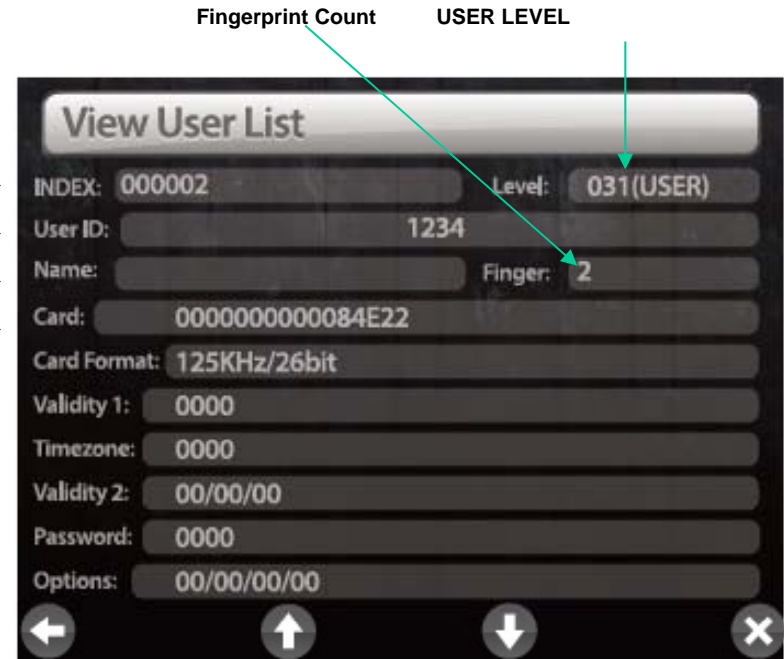 Fingerprint Count USER LEVEL
View User List
INDEX: 000002 Level: 031(USER)
User ID: 1234
Name: Finger: 2
Card: 0000000000084E22
Card Format: 125KHz/26bit
Validity 1: 0000
Timezone: 0000
Validity 2: 00/00/00
Password: 0000
Options: 00/00/00/00